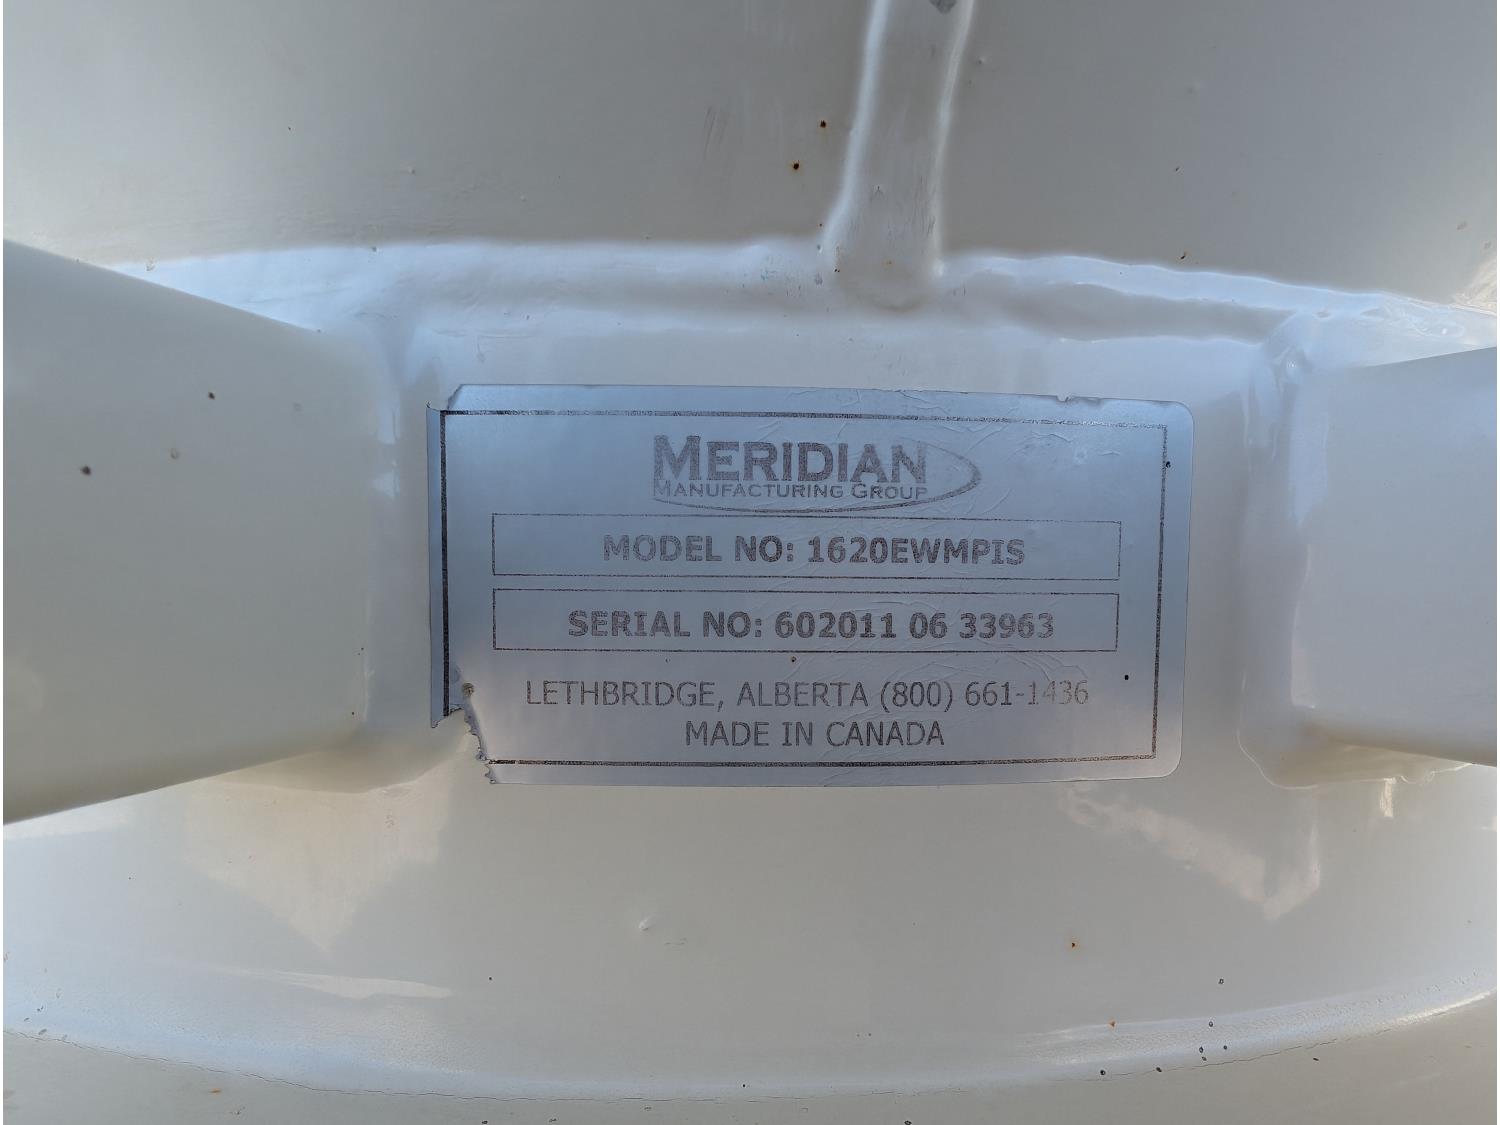 MERIDIAN
MANUFACTURING GROUP
MODEL NO: 1620EWMPIS
SERIAL NO: 602011 06 33963
LETHBRIDGE, ALBERTA (800) 661-1436
MADE IN CANADA